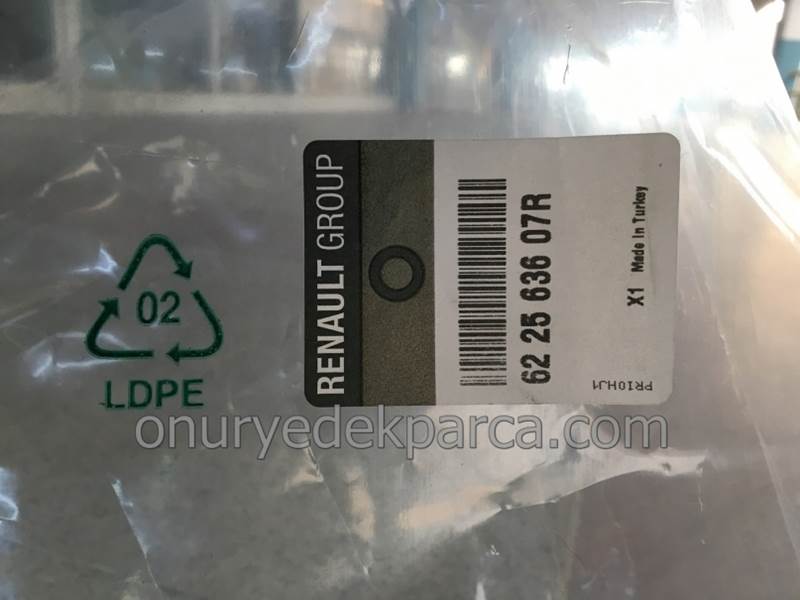 RENAULT GROUP
62 25 636 07R
X1 Made In Turkey
PR10HJ1
02
LDPE
onuryedekparca.com